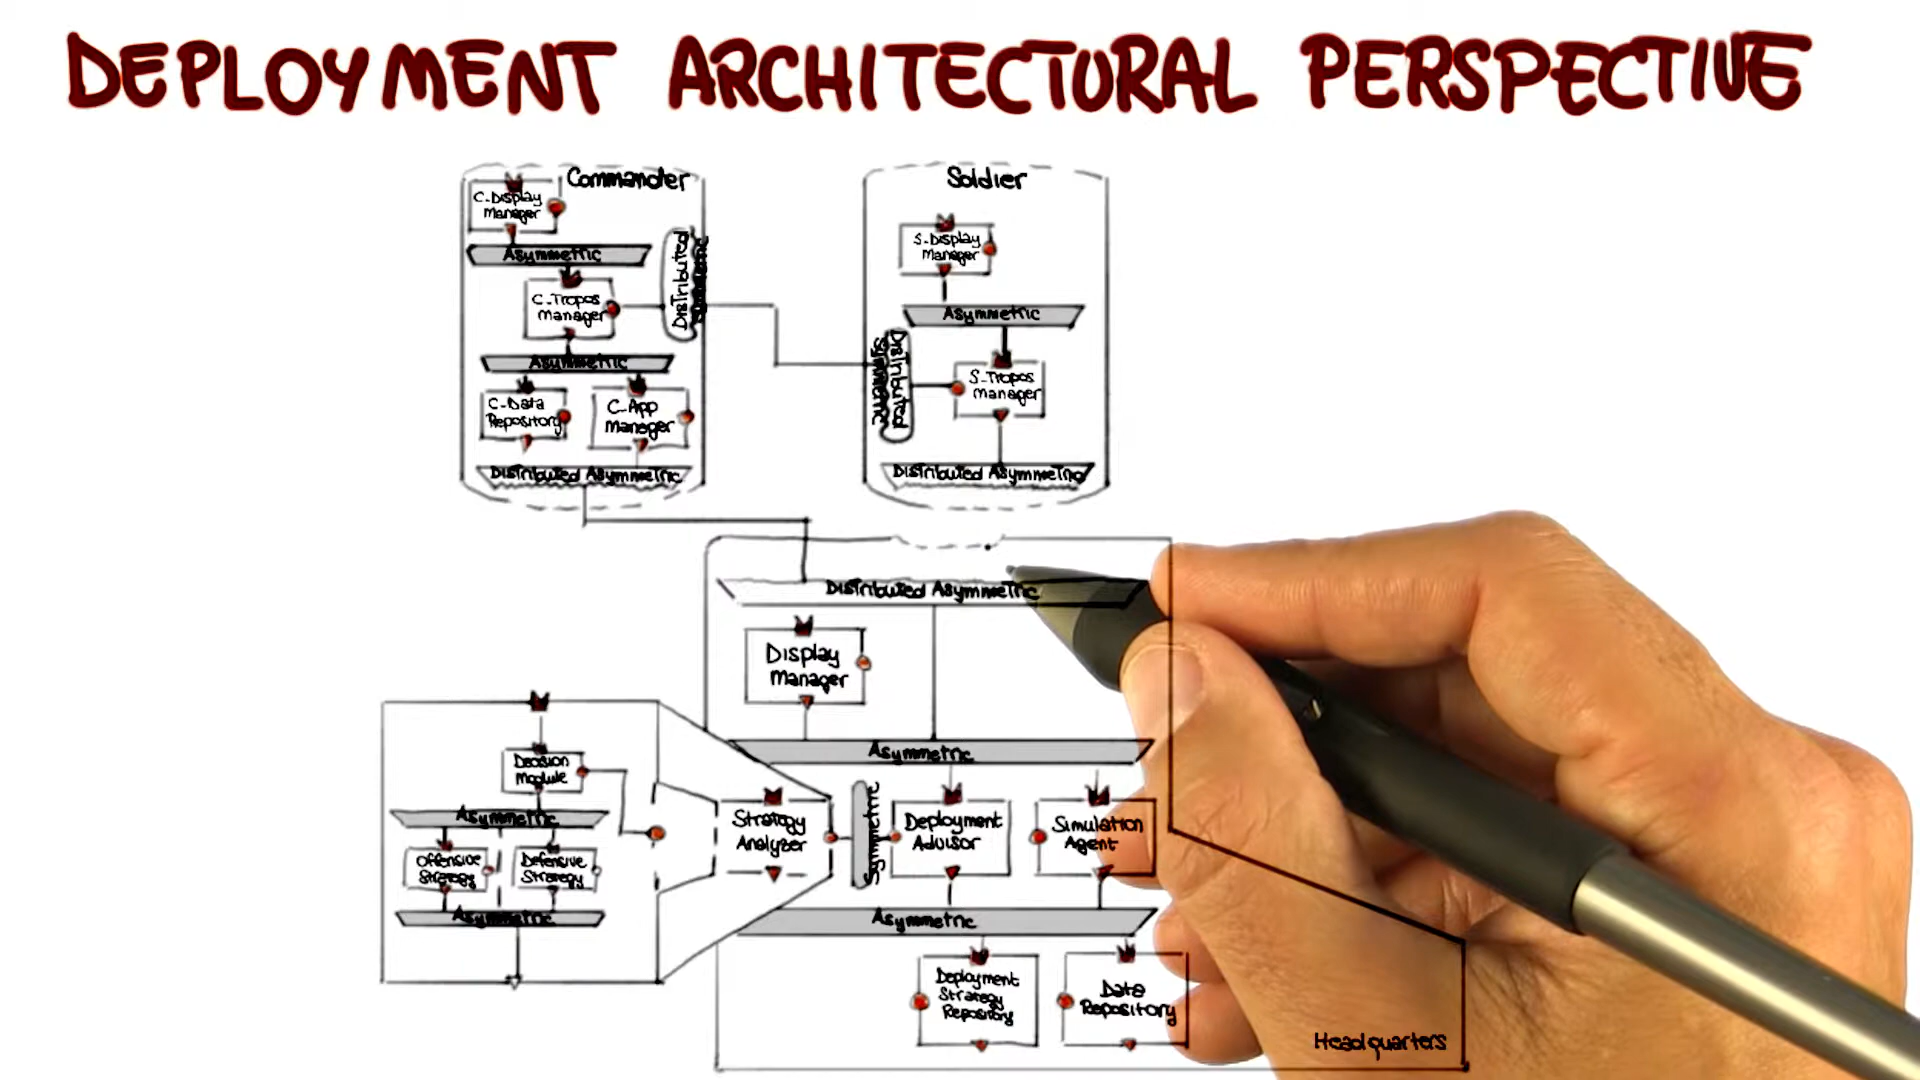 DEPLOYMENT ARCHITECTURAL PERSPECTIVE
Commander
C-Display
Manager
Asymmetric
C-Tropos
manager
Distributed
Asymmetric
C-Data
Repository
C-App
Manager
Distributed Asymmetric
Soldier
S-Display
Manager
Asymmetric
Distributed
Symmetric
S-Tropos
manager
Distributed Asymmetric
Distributed Asymmetric
Display
Manager
Asymmetric
Strategy
Analyzer
Symmetric
Deployment
Advisor
Simulation
Agent
Asymmetric
Deployment
Strategy
Repository
Data
Repository
Headquarters
Decision
Module
Asymmetric
Offensive
Strategy
Defensive
Strategy
Asymmetric